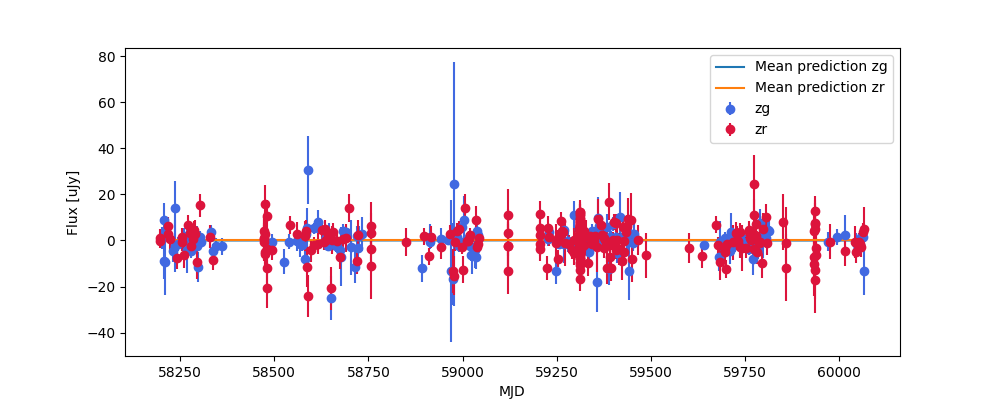 80
60
40
20
0
−20
−40
Flux [uJy]
58250
58500
58750
59000
59250
59500
59750
60000
MJD
Mean prediction zg
Mean prediction zr
zg
zr